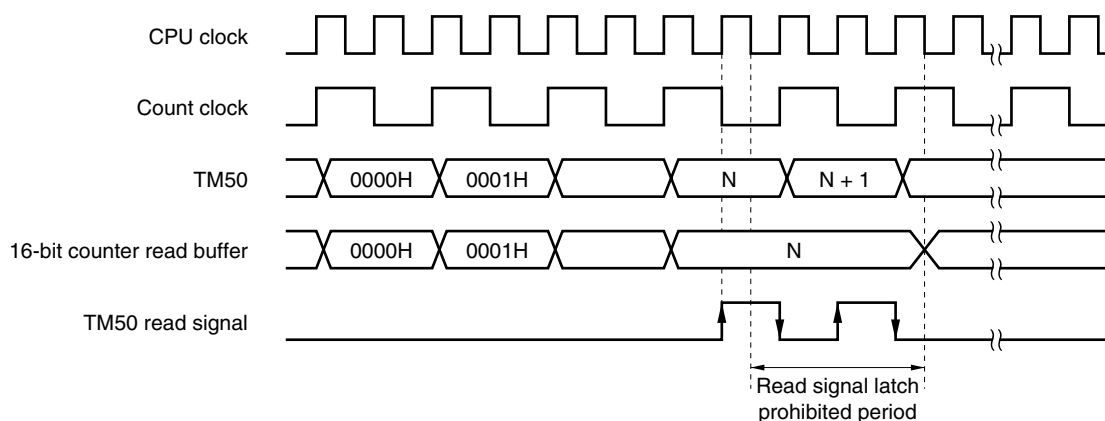 CPU clock
Count clock
TM50 0000H 0001H N N + 1
16-bit counter read buffer 0000H 0001H N
TM50 read signal
Read signal latch
prohibited period